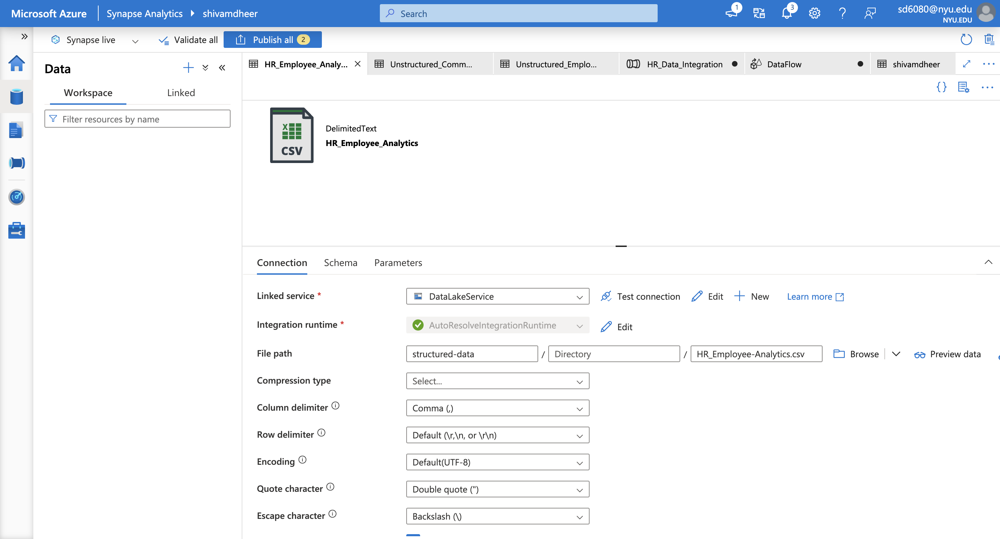 Microsoft Azure
Synapse Analytics
shivamdheer
Search
1
3
sd6080@nyu.edu
NYU.EDU
Synapse live
Validate all
Publish all
2
Data
Workspace
Linked
Filter resources by name
HR_Employee_Analy...
Unstructured_Comm...
Unstructured_Emplo...
HR_Data_Integration
DataFlow
shivamdheer
{}
X
CSV
DelimitedText
HR_Employee_Analytics
Connection
Schema
Parameters
Linked service *
DataLakeService
Test connection
Edit
New
Learn more
Integration runtime *
AutoResolveIntegrationRuntime
Edit
File path
structured-data
/
Directory
/
HR_Employee-Analytics.csv
Browse
Preview data
Compression type
Select...
Column delimiter
Comma (,)
Row delimiter
Default (\r,\n, or \r\n)
Encoding
Default(UTF-8)
Quote character
Double quote (")
Escape character
Backslash (\)